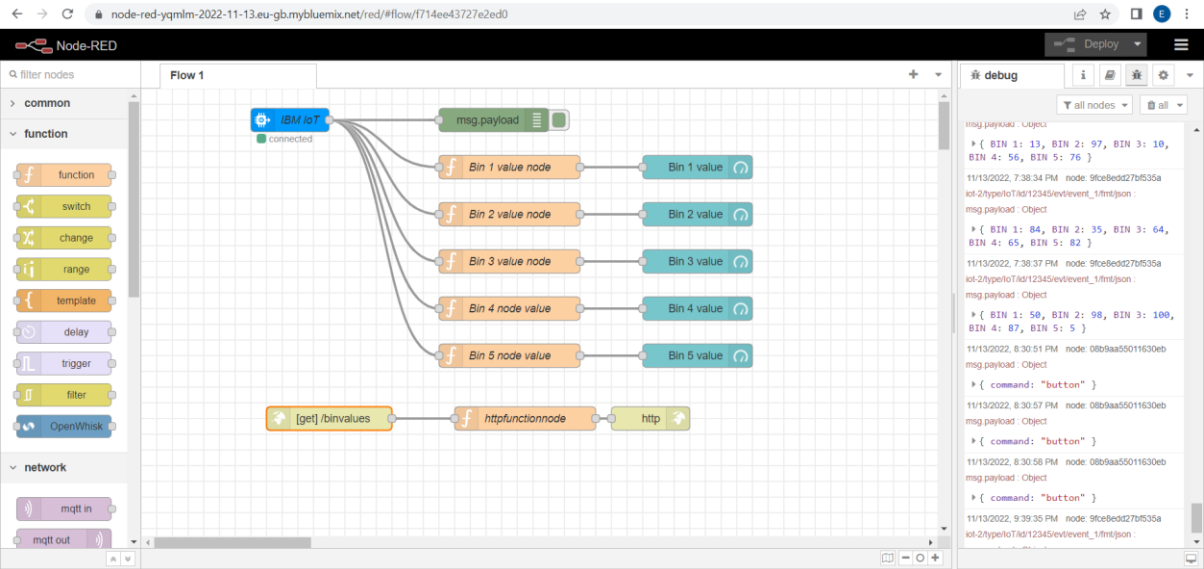 node-red-yqmlm-2022-11-13.eu-gb.mybluemix.net/red/#flow/f714ee43727e2ed0
E
Node-RED
Deploy
filter nodes
common
function
function
switch
change
range
template
delay
trigger
filter
OpenWhisk
network
mqtt in
mqtt out
Flow 1
IBM IoT
connected
msg.payload
Bin 1 value node
Bin 1 value
Bin 2 value node
Bin 2 value
Bin 3 value node
Bin 3 value
Bin 4 node value
Bin 4 value
Bin 5 node value
Bin 5 value
[get] /binvalues
httpfunctionnode
http
debug
i
all nodes
all
msg.payload : Object
{ BIN 1: 13, BIN 2: 97, BIN 3: 10,
BIN 4: 56, BIN 5: 76 }
11/13/2022, 7:38:34 PM node: 9fce8edd27bf535a
iot-2/type/IoT/id/12345/evt/event_1/fmt/json :
msg.payload : Object
{ BIN 1: 84, BIN 2: 35, BIN 3: 64,
BIN 4: 65, BIN 5: 82 }
11/13/2022, 7:38:37 PM node: 9fce8edd27bf535a
iot-2/type/IoT/id/12345/evt/event_1/fmt/json :
msg.payload : Object
{ BIN 1: 50, BIN 2: 98, BIN 3: 100,
BIN 4: 87, BIN 5: 5 }
11/13/2022, 8:30:51 PM node: 08b9aa55011630eb
msg.payload : Object
{ command: "button" }
11/13/2022, 8:30:57 PM node: 08b9aa55011630eb
msg.payload : Object
{ command: "button" }
11/13/2022, 8:30:58 PM node: 08b9aa55011630eb
msg.payload : Object
{ command: "button" }
11/13/2022, 9:39:35 PM node: 9fce8edd27bf535a
iot-2/type/IoT/id/12345/evt/event_1/fmt/json :